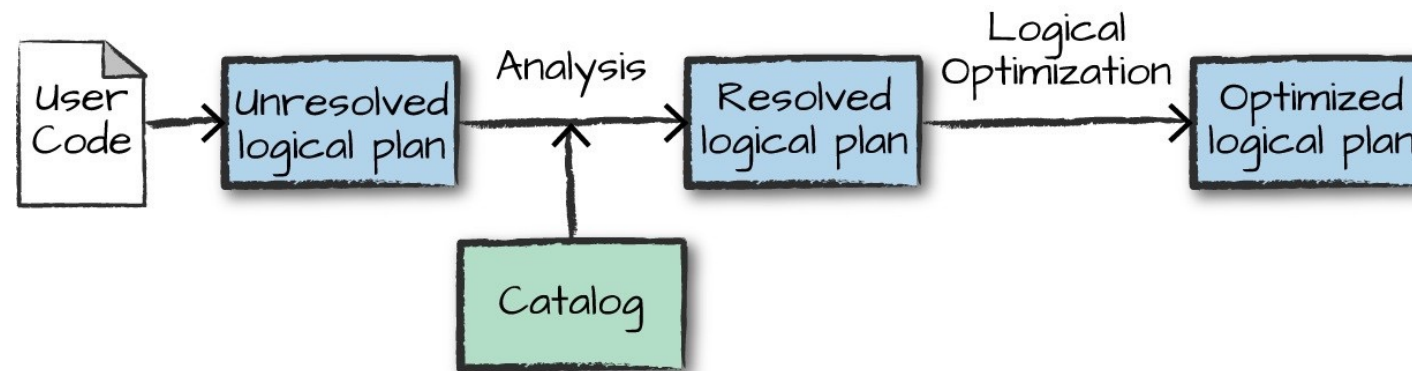 User
Code
Unresolved
logical plan
Analysis
Resolved
logical plan
Logical
Optimization
Optimized
logical plan
Catalog